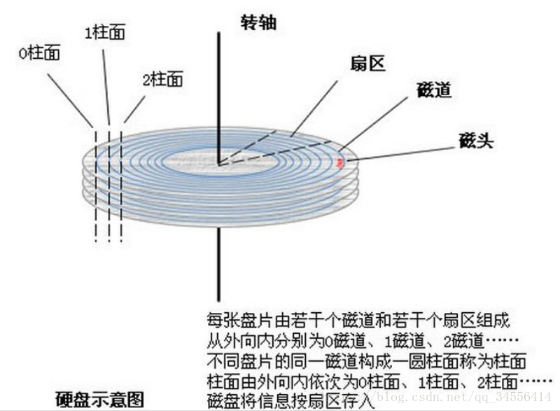 转轴
1柱面
0柱面
2柱面
扇区
磁道
磁头
每张盘片由若干个磁道和若干个扇区组成
从外向内分别为0磁道、1磁道、2磁道……
不同盘片的同一磁道构成一圆柱面称为柱面
柱面由外向内依次为0柱面、1柱面、2柱面……
磁盘将信息按扇区存入
硬盘示意图
https://blog.csdn.net/qq_34556414